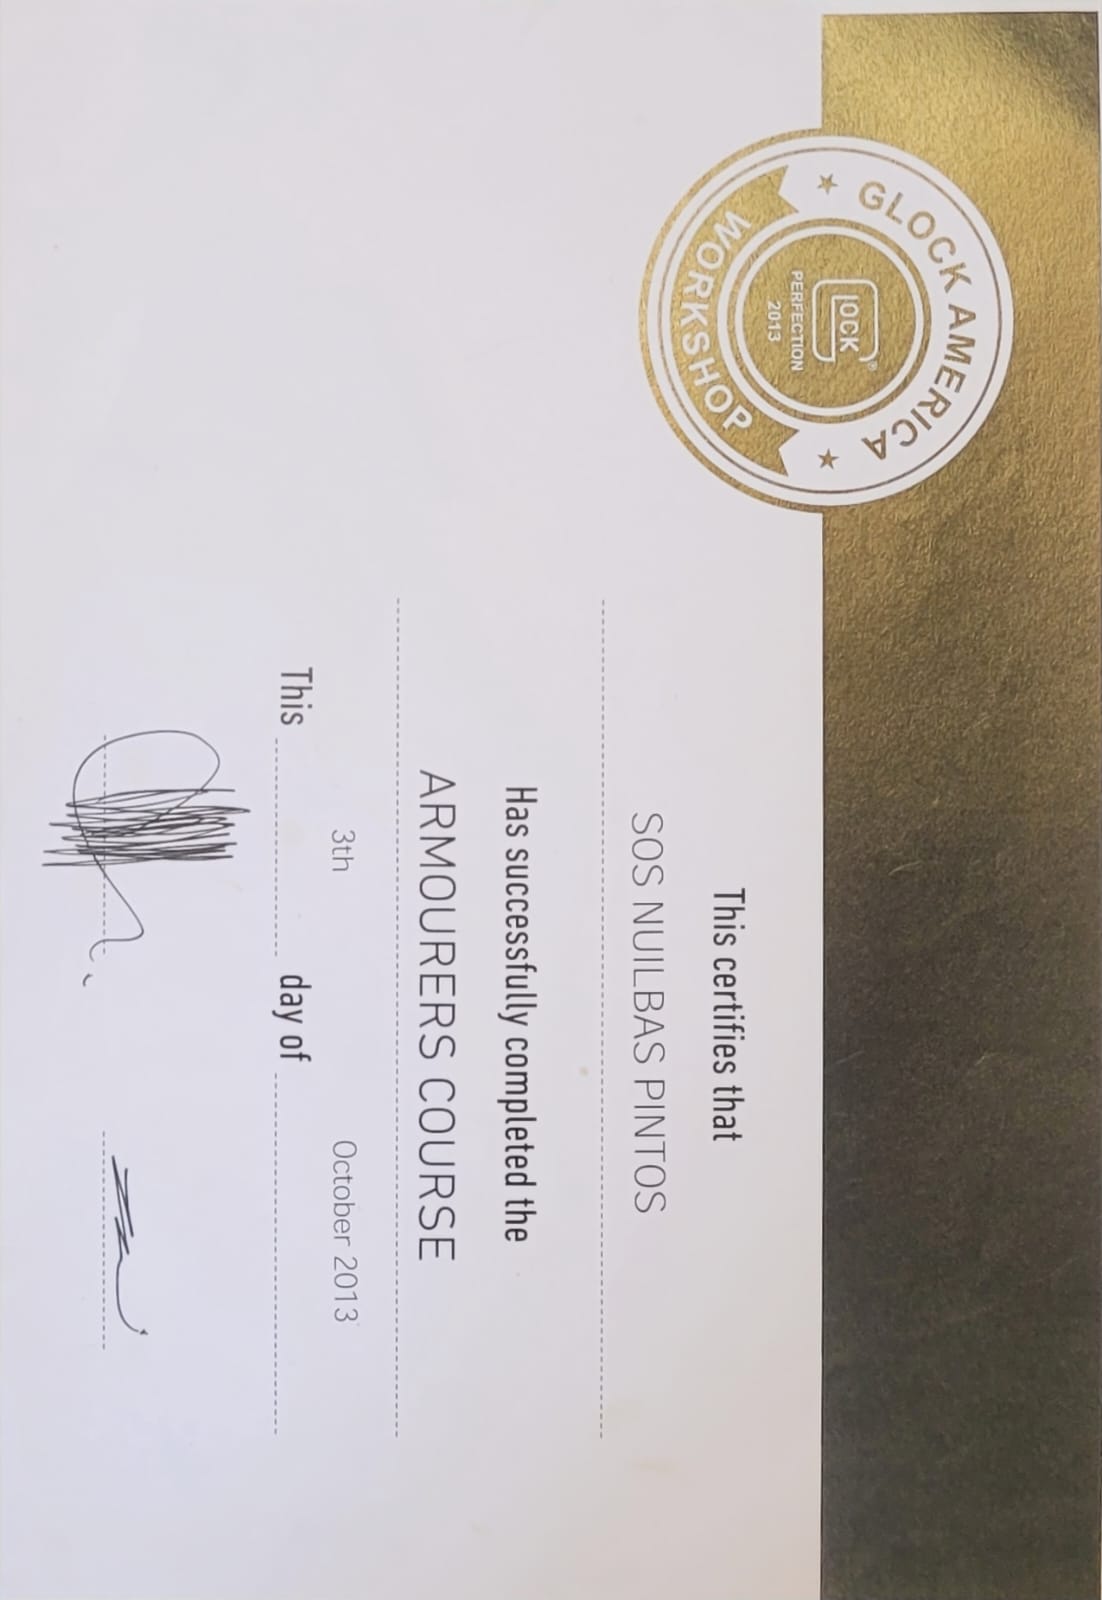 GLOCK AMERICA
GLOCK
PERFECTION
2013
WORKSHOP
This certifies that
SOS NUILBAS PINTOS
Has successfully completed the
ARMOURERS COURSE
3th October 2013
This day of